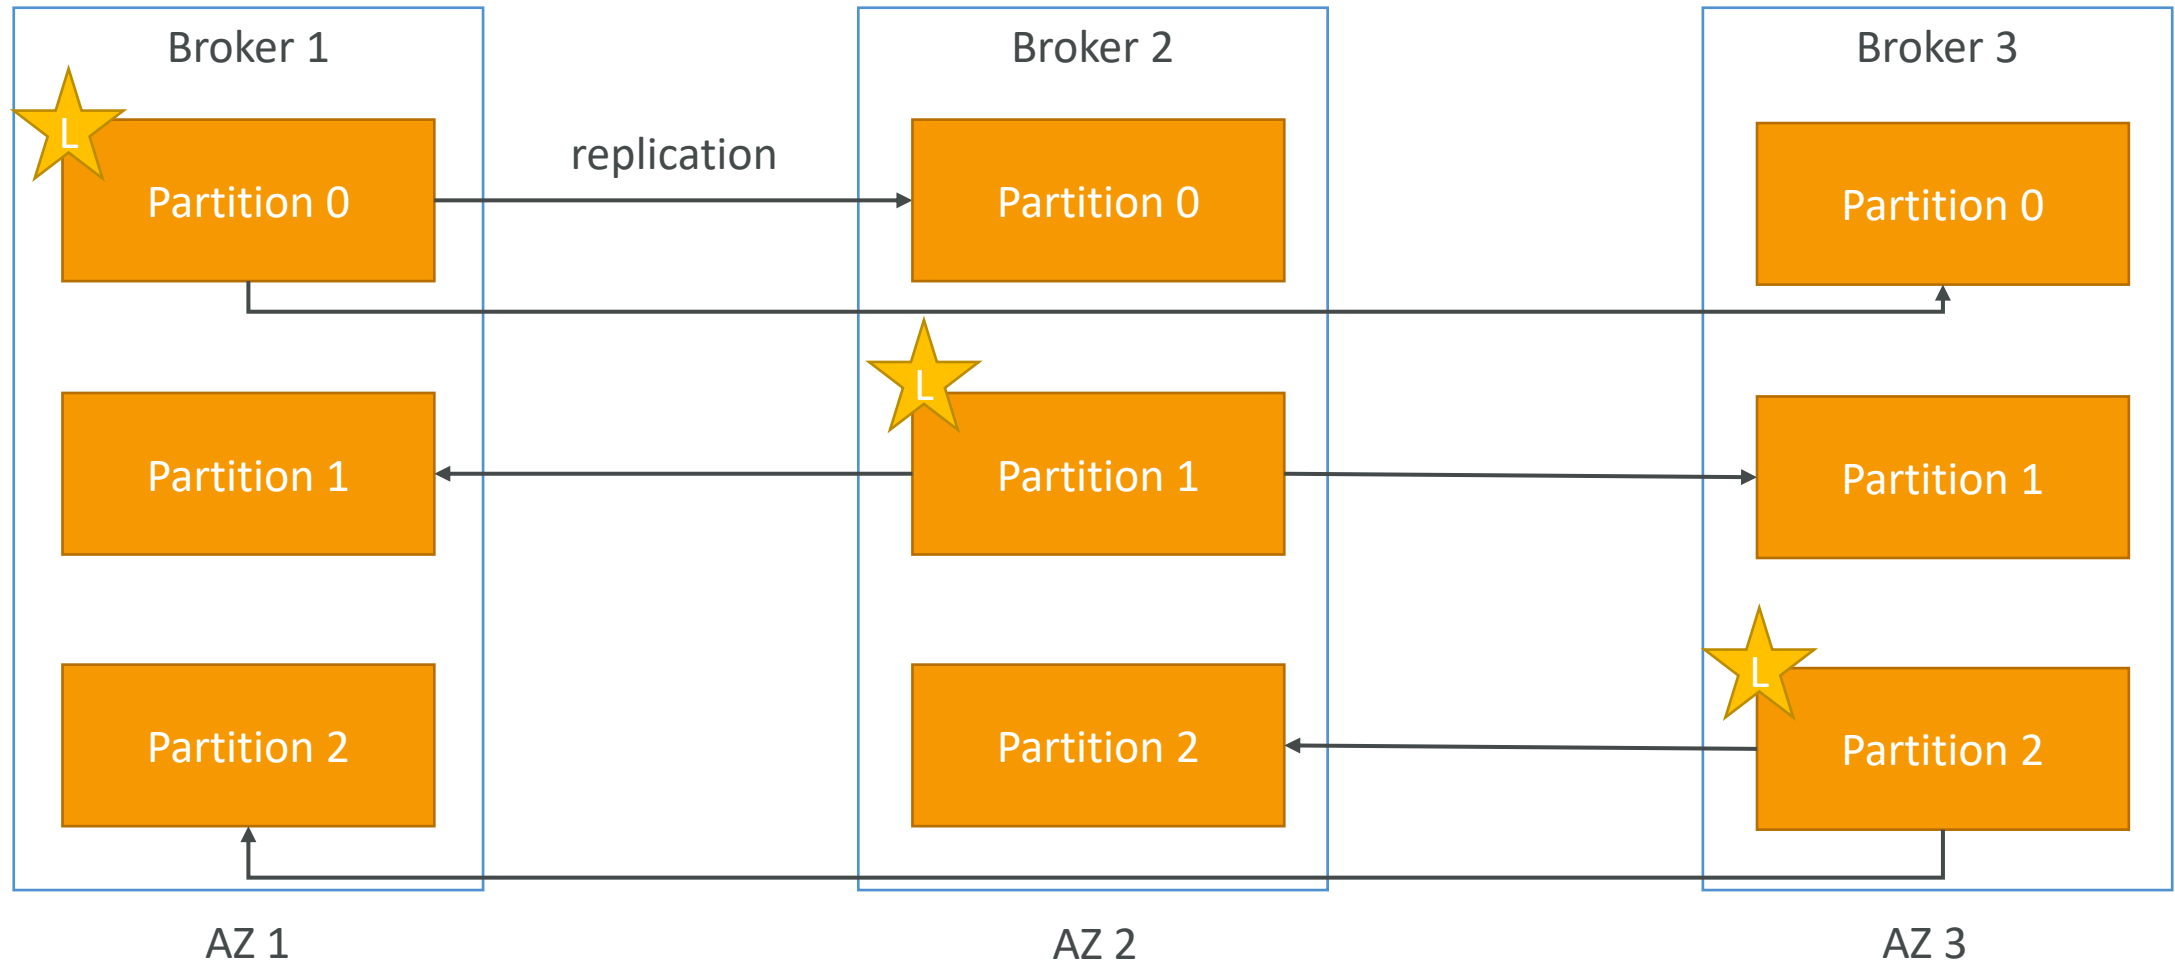 Broker 1
Broker 2
Broker 3
L
Partition 0
replication
Partition 0
Partition 0
L
Partition 1
Partition 1
Partition 1
L
Partition 2
Partition 2
Partition 2
AZ 1
AZ 2
AZ 3